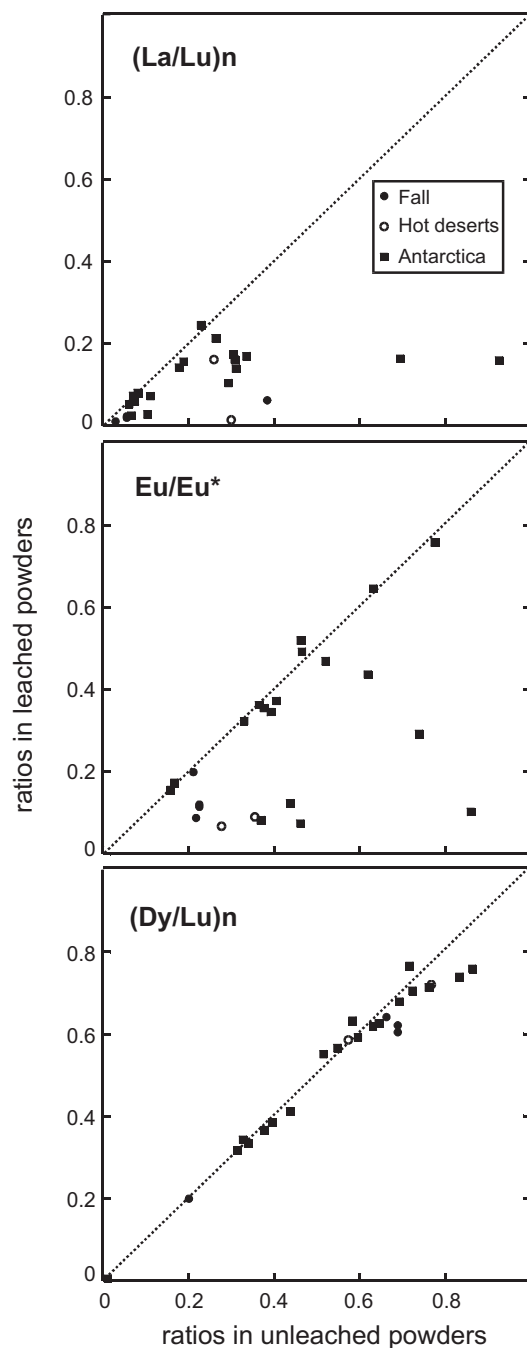 (La/Lu)n
0.8
0.6
Fall
Hot deserts
Antarctica
0.4
0.2
0
Eu/Eu*
0.8
0.6
0.4
0.2
0
ratios in leached powders
(Dy/Lu)n
0.8
0.6
0.4
0.2
0
0 0.2 0.4 0.6 0.8
ratios in unleached powders